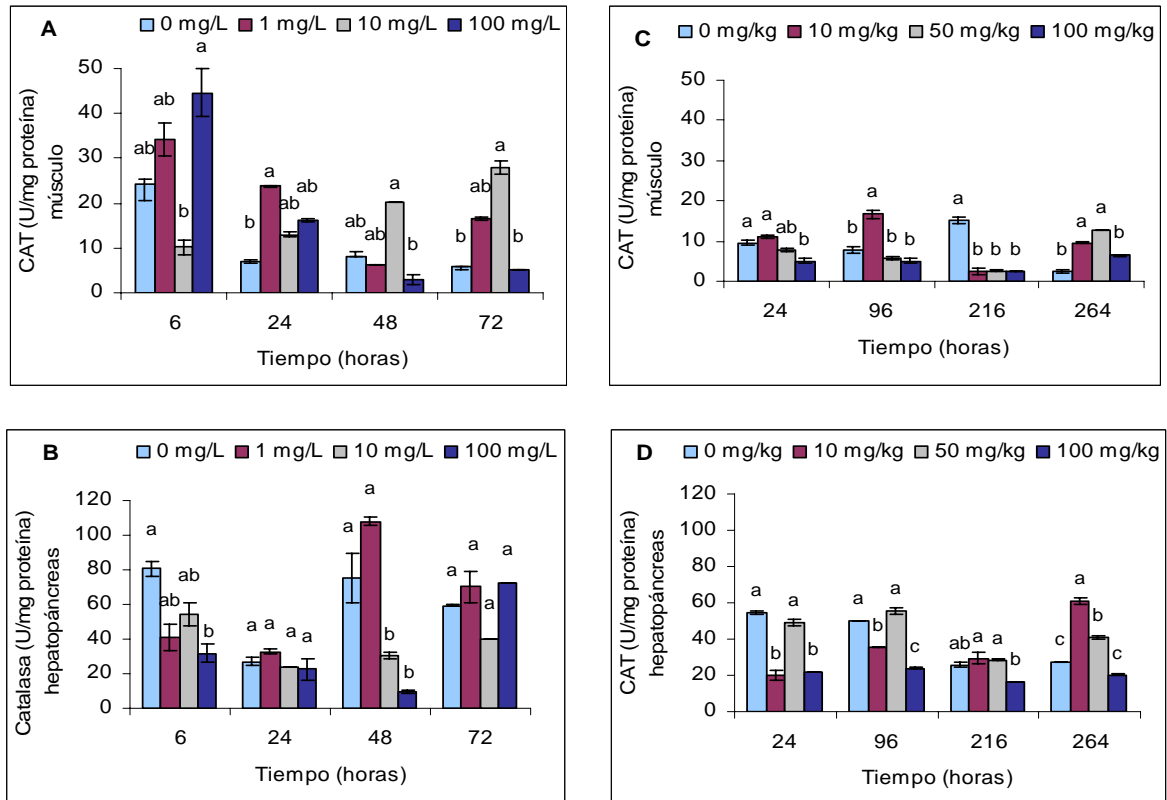 A
0 mg/L 1 mg/L 10 mg/L 100 mg/L
CAT (U/mg proteína)
músculo
50
40
30
20
10
0
ab ab b a
b a ab ab
ab ab a b
b ab a b
6 24 48 72
Tiempo (horas)
C
0 mg/kg 10 mg/kg 50 mg/kg 100 mg/kg
CAT (U/mg proteína)
músculo
50
40
30
20
10
0
a a ab b
b a b b
a b b b
b a a b
24 96 216 264
Tiempo (horas)
B
0 mg/L 1 mg/L 10 mg/L 100 mg/L
Catalasa (U/mg proteína)
hepatopáncreas
120
100
80
60
40
20
0
a ab ab b
a a a a
a a b b
a a a a
6 24 48 72
Tiempo (horas)
D
0 mg/kg 10 mg/kg 50 mg/kg 100 mg/kg
CAT (U/mg proteína)
hepatopáncreas
120
100
80
60
40
20
0
a b a b
a b a c
ab a a b
c a b c
24 96 216 264
Tiempo (horas)